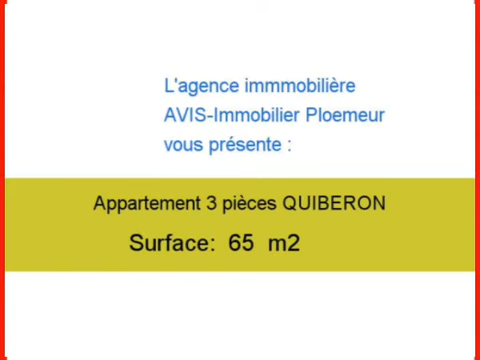 L'agence immmobilière
AVIS-Immobilier Ploemeur
vous présente :
Appartement 3 pièces QUIBERON
Surface: 65 m2